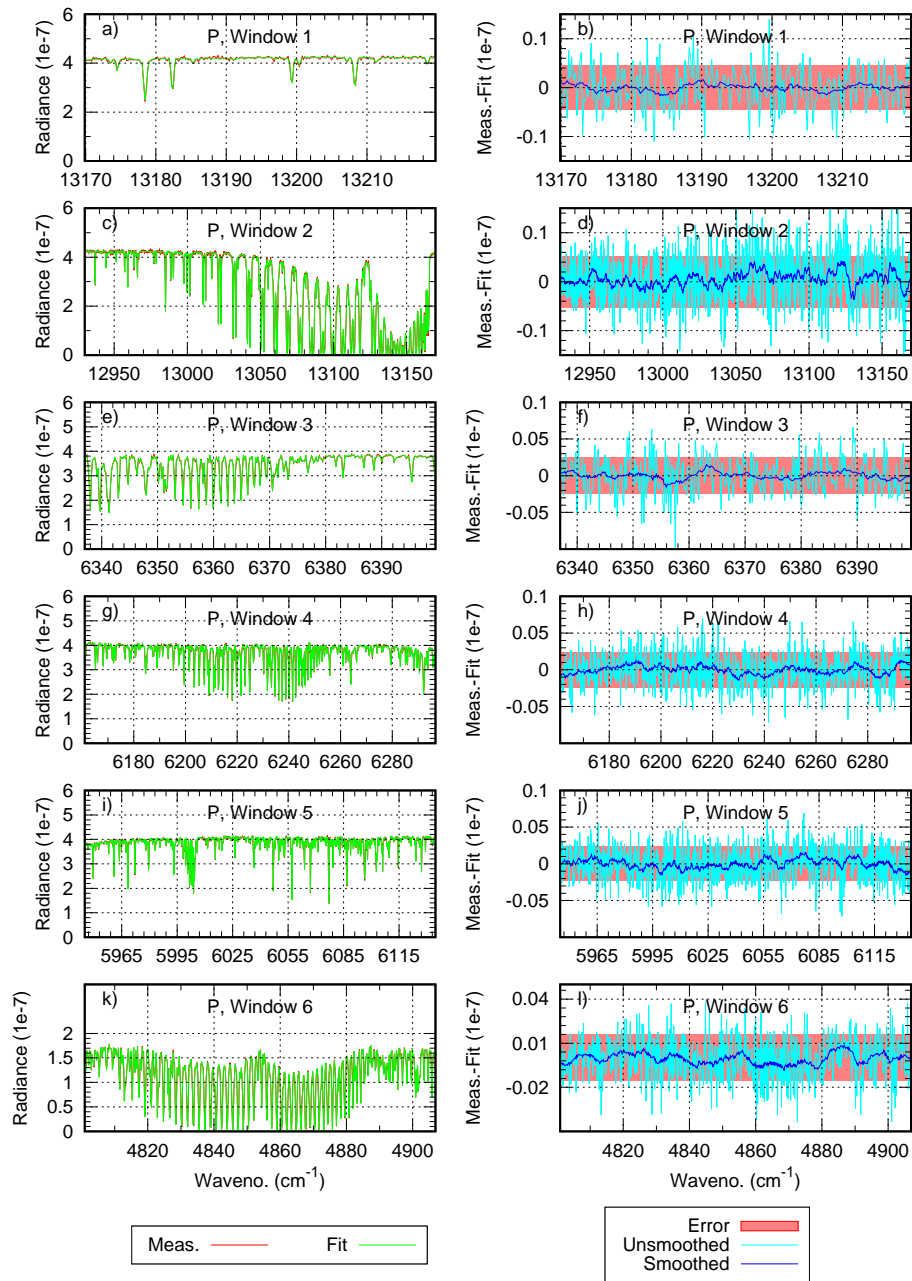 a)
P, Window 1
Radiance (1e-7)
6
4
2
0
13170 13180 13190 13200 13210
b)
P, Window 1
Meas.-Fit (1e-7)
0.1
0
-0.1
13170 13180 13190 13200 13210
c)
P, Window 2
Radiance (1e-7)
6
4
2
0
12950 13000 13050 13100 13150
d)
P, Window 2
Meas.-Fit (1e-7)
0.1
0
-0.1
12950 13000 13050 13100 13150
e)
P, Window 3
Radiance (1e-7)
6
5
4
3
2
1
0
6340 6350 6360 6370 6380 6390
f)
P, Window 3
Meas.-Fit (1e-7)
0.1
0.05
0
-0.05
6340 6350 6360 6370 6380 6390
g)
P, Window 4
Radiance (1e-7)
6
5
4
3
2
1
0
6180 6200 6220 6240 6260 6280
h)
P, Window 4
Meas.-Fit (1e-7)
0.1
0.05
0
-0.05
6180 6200 6220 6240 6260 6280
i)
P, Window 5
Radiance (1e-7)
6
5
4
3
2
1
0
5965 5995 6025 6055 6085 6115
j)
P, Window 5
Meas.-Fit (1e-7)
0.1
0.05
0
-0.05
5965 5995 6025 6055 6085 6115
k)
P, Window 6
Radiance (1e-7)
2
1.5
1
0.5
0
4820 4840 4860 4880 4900
Waveno. (cm⁻¹)
l)
P, Window 6
Meas.-Fit (1e-7)
0.04
0.01
-0.02
4820 4840 4860 4880 4900
Waveno. (cm⁻¹)
Meas. Fit
Error
Unsmoothed
Smoothed